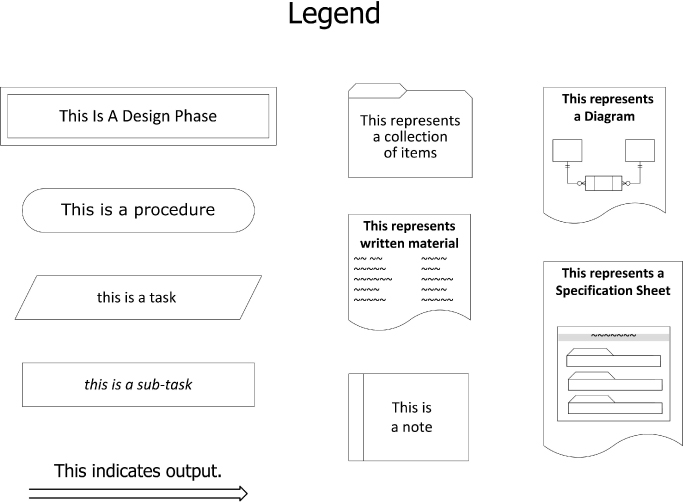 Legend
This Is A Design Phase
This is a procedure
this is a task
this is a sub-task
This indicates output.
This represents
a collection
of items
This represents
written material
This is
a note
This represents
a Diagram
This represents a
Specification Sheet